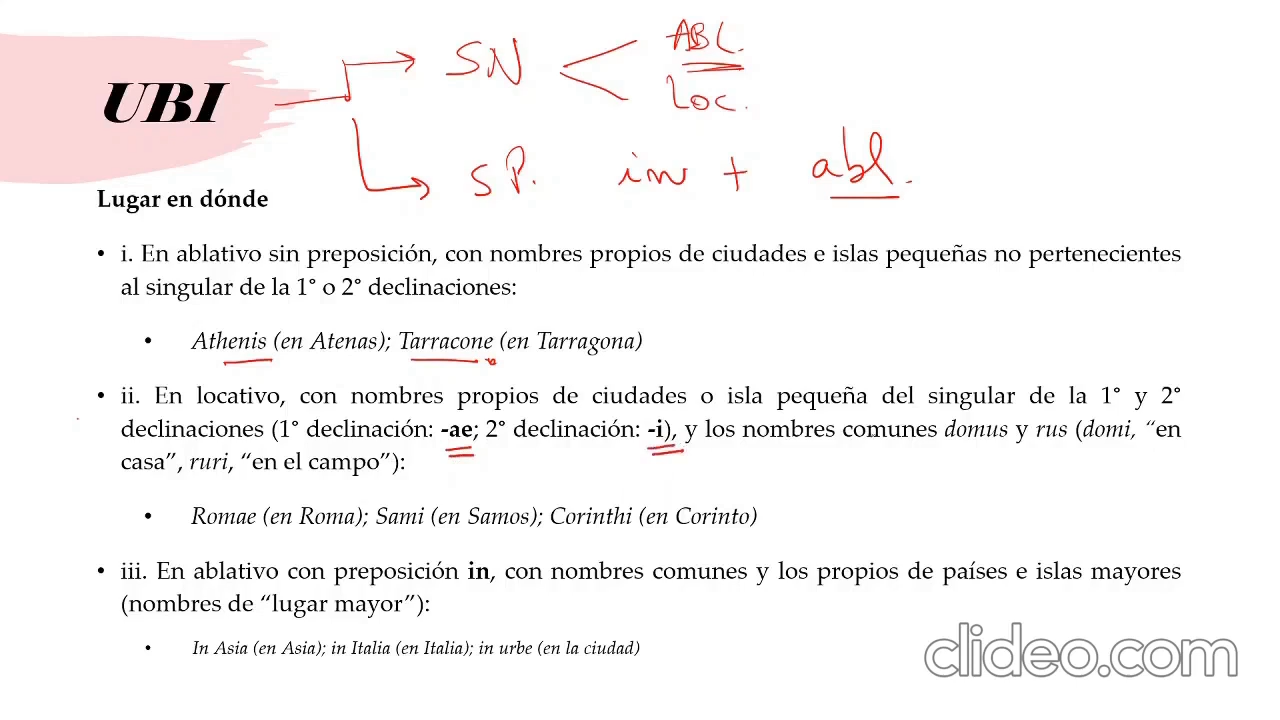 UBI
SN
ABL.
Loc.
SP. in + abl.
Lugar en dónde
• i. En ablativo sin preposición, con nombres propios de ciudades e islas pequeñas no pertenecientes
al singular de la 1° o 2° declinaciones:
• Athenis (en Atenas); Tarracone (en Tarragona)
• ii. En locativo, con nombres propios de ciudades o isla pequeña del singular de la 1° y 2°
declinaciones (1° declinación: -ae; 2° declinación: -i), y los nombres comunes domus y rus (domi, “en
casa”, ruri, “en el campo”):
• Romae (en Roma); Sami (en Samos); Corinthi (en Corinto)
• iii. En ablativo con preposición in, con nombres comunes y los propios de países e islas mayores
(nombres de “lugar mayor”):
• In Asia (en Asia); in Italia (en Italia); in urbe (en la ciudad)
clideo.com